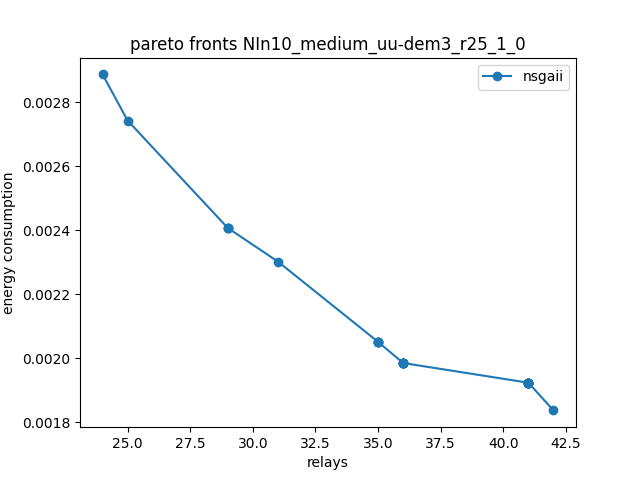 pareto fronts NIn10_medium_uu-dem3_r25_1_0
nsgaii
energy consumption
0.0028
0.0026
0.0024
0.0022
0.0020
0.0018
25.0 27.5 30.0 32.5 35.0 37.5 40.0 42.5
relays